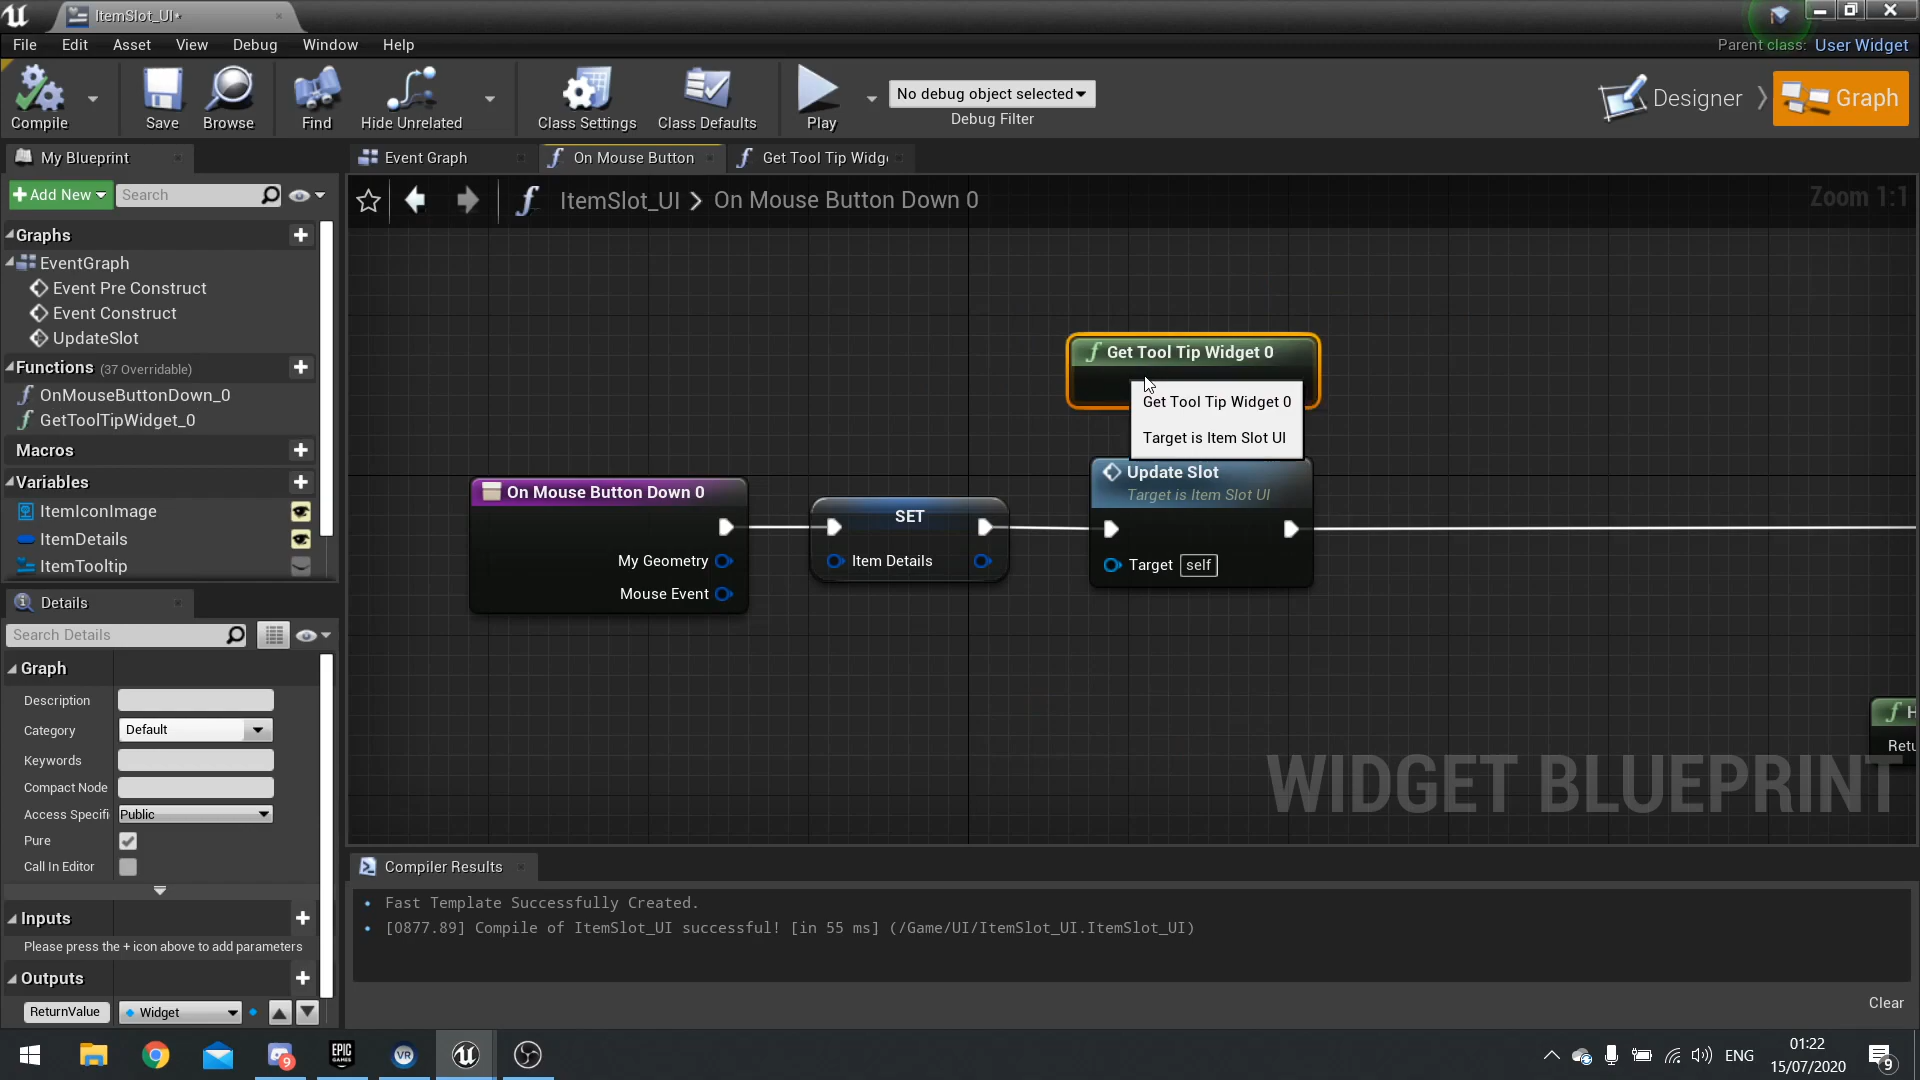 ItemSlot_UI*
File Edit Asset View Debug Window Help
Parent class: User Widget
Compile
Save
Browse
Find
Hide Unrelated
Class Settings
Class Defaults
Play
No debug object selected
Debug Filter
Designer
Graph
My Blueprint
Event Graph
On Mouse Button
Get Tool Tip Widg
Add New
Search
ItemSlot_UI > On Mouse Button Down 0
Zoom 1:1
Graphs
EventGraph
Event Pre Construct
Event Construct
UpdateSlot
Functions (37 Overridable)
OnMouseButtonDown_0
GetToolTipWidget_0
Macros
Variables
ItemIconImage
ItemDetails
ItemTooltip
Details
Search Details
Graph
Description
Category Default
Keywords
Compact Node
Access Specifi Public
Pure
Call In Editor
Inputs
Please press the + icon above to add parameters
Outputs
ReturnValue Widget
Get Tool Tip Widget 0
Get Tool Tip Widget 0
Target is Item Slot UI
Update Slot
Target is Item Slot UI
Target self
On Mouse Button Down 0
My Geometry
Mouse Event
SET
Item Details
H
Retu
WIDGET BLUEPRINT
Compiler Results
Fast Template Successfully Created.
[0877.89] Compile of ItemSlot_UI successful! [in 55 ms] (/Game/UI/ItemSlot_UI.ItemSlot_UI)
Clear
9
EPIC GAMES
VR
ENG
01:22
15/07/2020
9